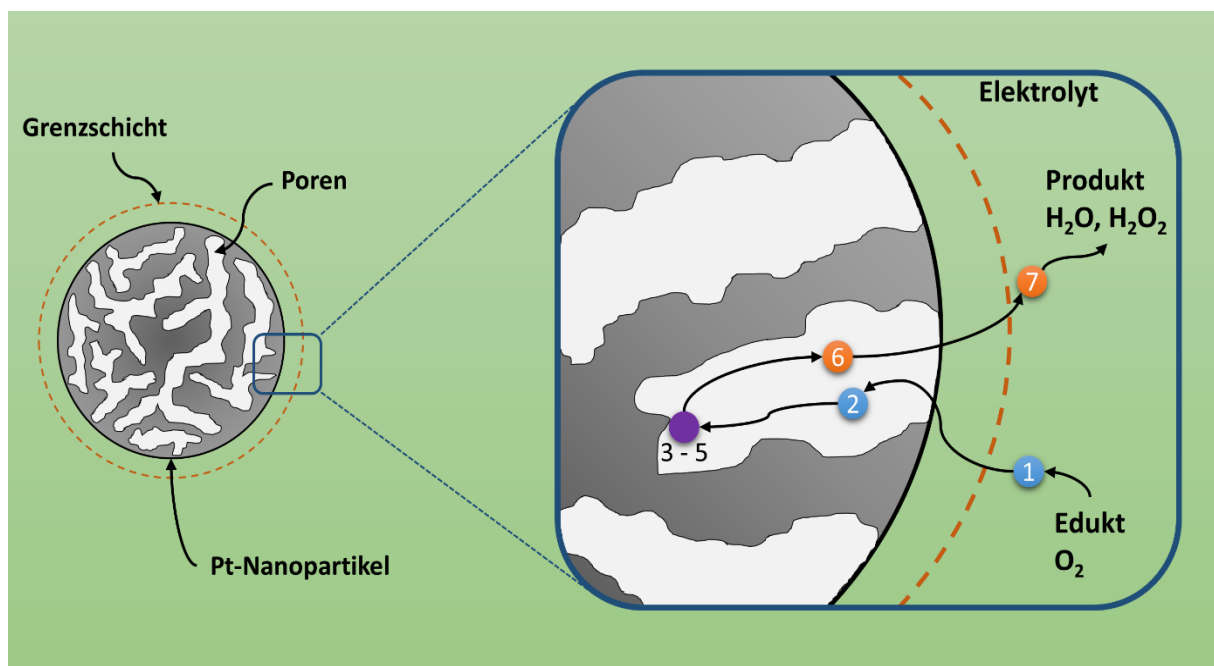 Grenzschicht
Poren
Pt-Nanopartikel
Elektrolyt
Produkt
H₂O, H₂O₂
7
6
2
3 - 5
1
Edukt
O₂